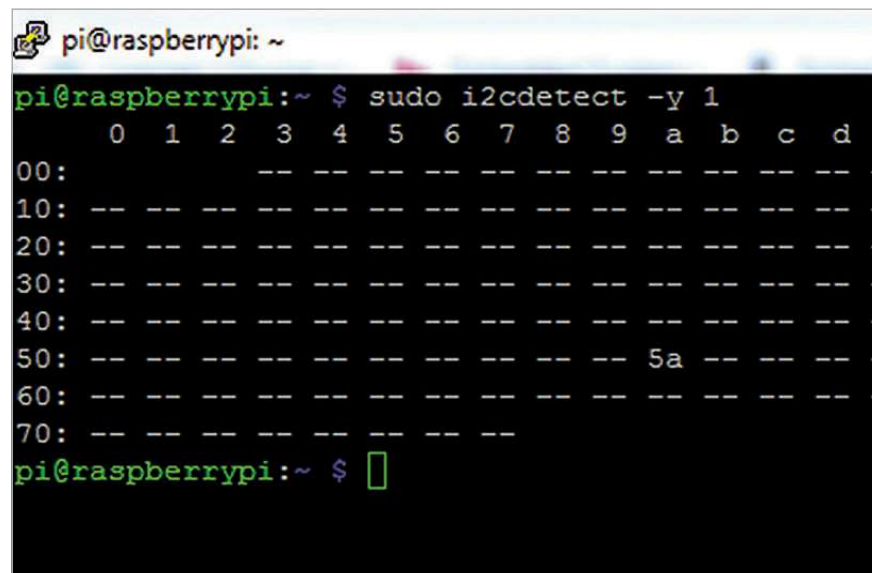 pi@raspberrypi: ~
pi@raspberrypi:~ $ sudo i2cdetect -y 1
     0  1  2  3  4  5  6  7  8  9  a  b  c  d
00:          -- -- -- -- -- -- -- -- -- -- --
10: -- -- -- -- -- -- -- -- -- -- -- -- -- --
20: -- -- -- -- -- -- -- -- -- -- -- -- -- --
30: -- -- -- -- -- -- -- -- -- -- -- -- -- --
40: -- -- -- -- -- -- -- -- -- -- -- -- -- --
50: -- -- -- -- -- -- -- -- -- -- 5a -- -- --
60: -- -- -- -- -- -- -- -- -- -- -- -- -- --
70: -- -- -- -- -- -- -- --
pi@raspberrypi:~ $